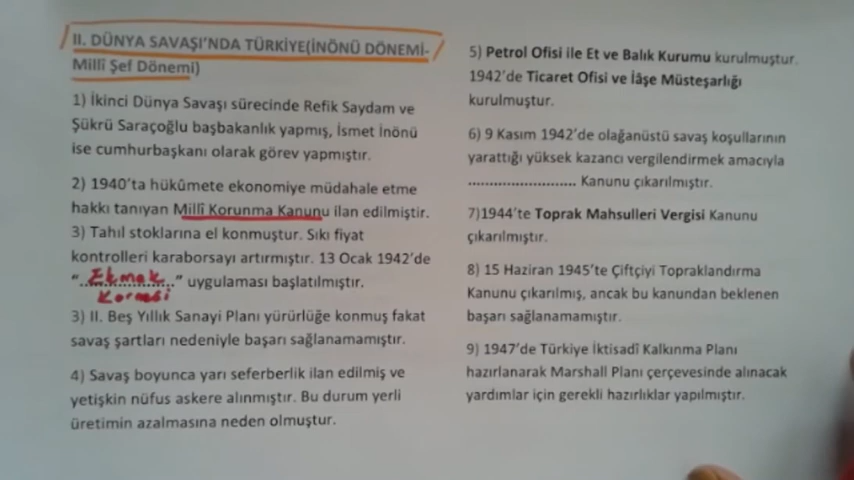 II. DÜNYA SAVAŞI'NDA TÜRKİYE(İNÖNÜ DÖNEMİ-
Millî Şef Dönemi)
1) İkinci Dünya Savaşı sürecinde Refik Saydam ve
Şükrü Saraçoğlu başbakanlık yapmış, İsmet İnönü
ise cumhurbaşkanı olarak görev yapmıştır.
2) 1940'ta hükûmete ekonomiye müdahale etme
hakkı tanıyan Millî Korunma Kanunu ilan edilmiştir.
3) Tahıl stoklarına el konmuştur. Sıkı fiyat
kontrolleri karaborsayı artırmıştır. 13 Ocak 1942'de
"Ekmek" uygulaması başlatılmıştır.
Karnesi
3) II. Beş Yıllık Sanayi Planı yürürlüğe konmuş fakat
savaş şartları nedeniyle başarı sağlanamamıştır.
4) Savaş boyunca yarı seferberlik ilan edilmiş ve
yetişkin nüfus askere alınmıştır. Bu durum yerli
üretimin azalmasına neden olmuştur.
5) Petrol Ofisi ile Et ve Balık Kurumu kurulmuştur.
1942'de Ticaret Ofisi ve İâşe Müsteşarlığı
kurulmuştur.
6) 9 Kasım 1942'de olağanüstü savaş koşullarının
yarattığı yüksek kazancı vergilendirmek amacıyla
........................ Kanunu çıkarılmıştır.
7)1944'te Toprak Mahsulleri Vergisi Kanunu
çıkarılmıştır.
8) 15 Haziran 1945'te Çiftçiyi Topraklandırma
Kanunu çıkarılmış, ancak bu kanundan beklenen
başarı sağlanamamıştır.
9) 1947'de Türkiye İktisadî Kalkınma Planı
hazırlanarak Marshall Planı çerçevesinde alınacak
yardımlar için gerekli hazırlıklar yapılmıştır.